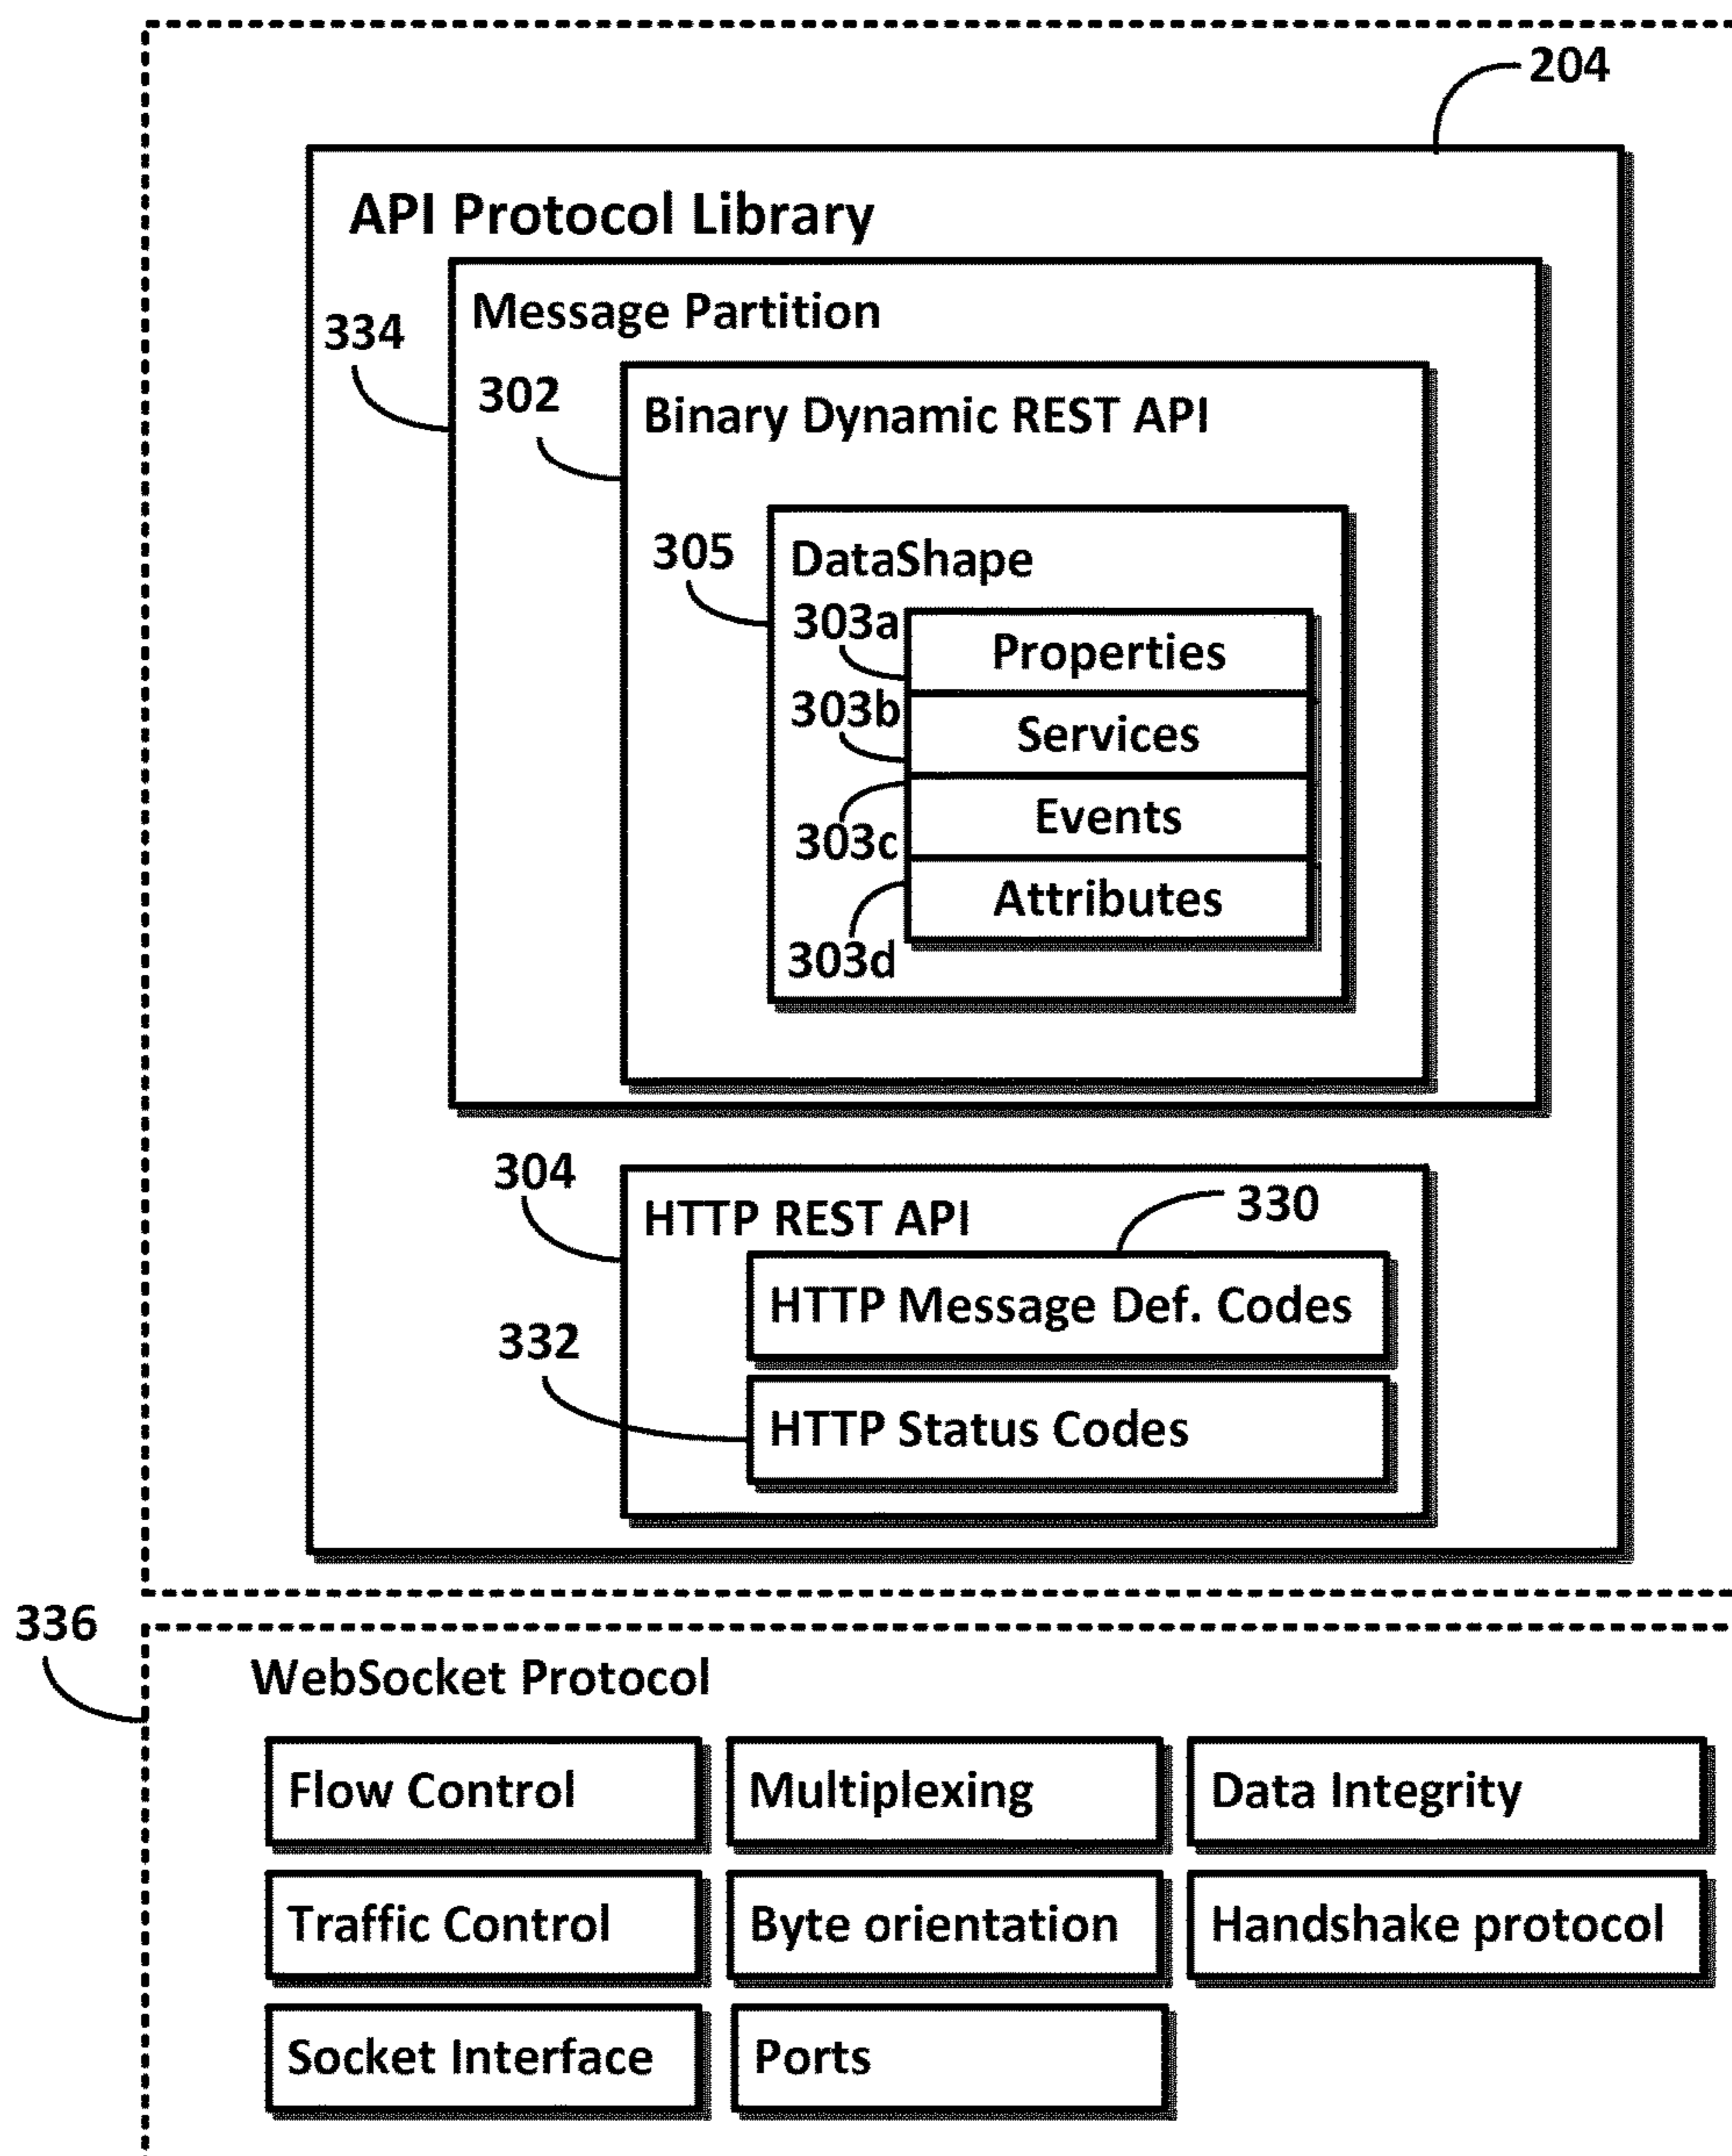 204
API Protocol Library
Message Partition
334
302
Binary Dynamic REST API
305
DataShape
303a
Properties
303b
Services
Events
303c
Attributes
303d
304
HTTP REST API
330
HTTP Message Def. Codes
332
HTTP Status Codes
336
WebSocket Protocol
Flow Control
Multiplexing
Data Integrity
Traffic Control
Byte orientation
Handshake protocol
Socket Interface
Ports